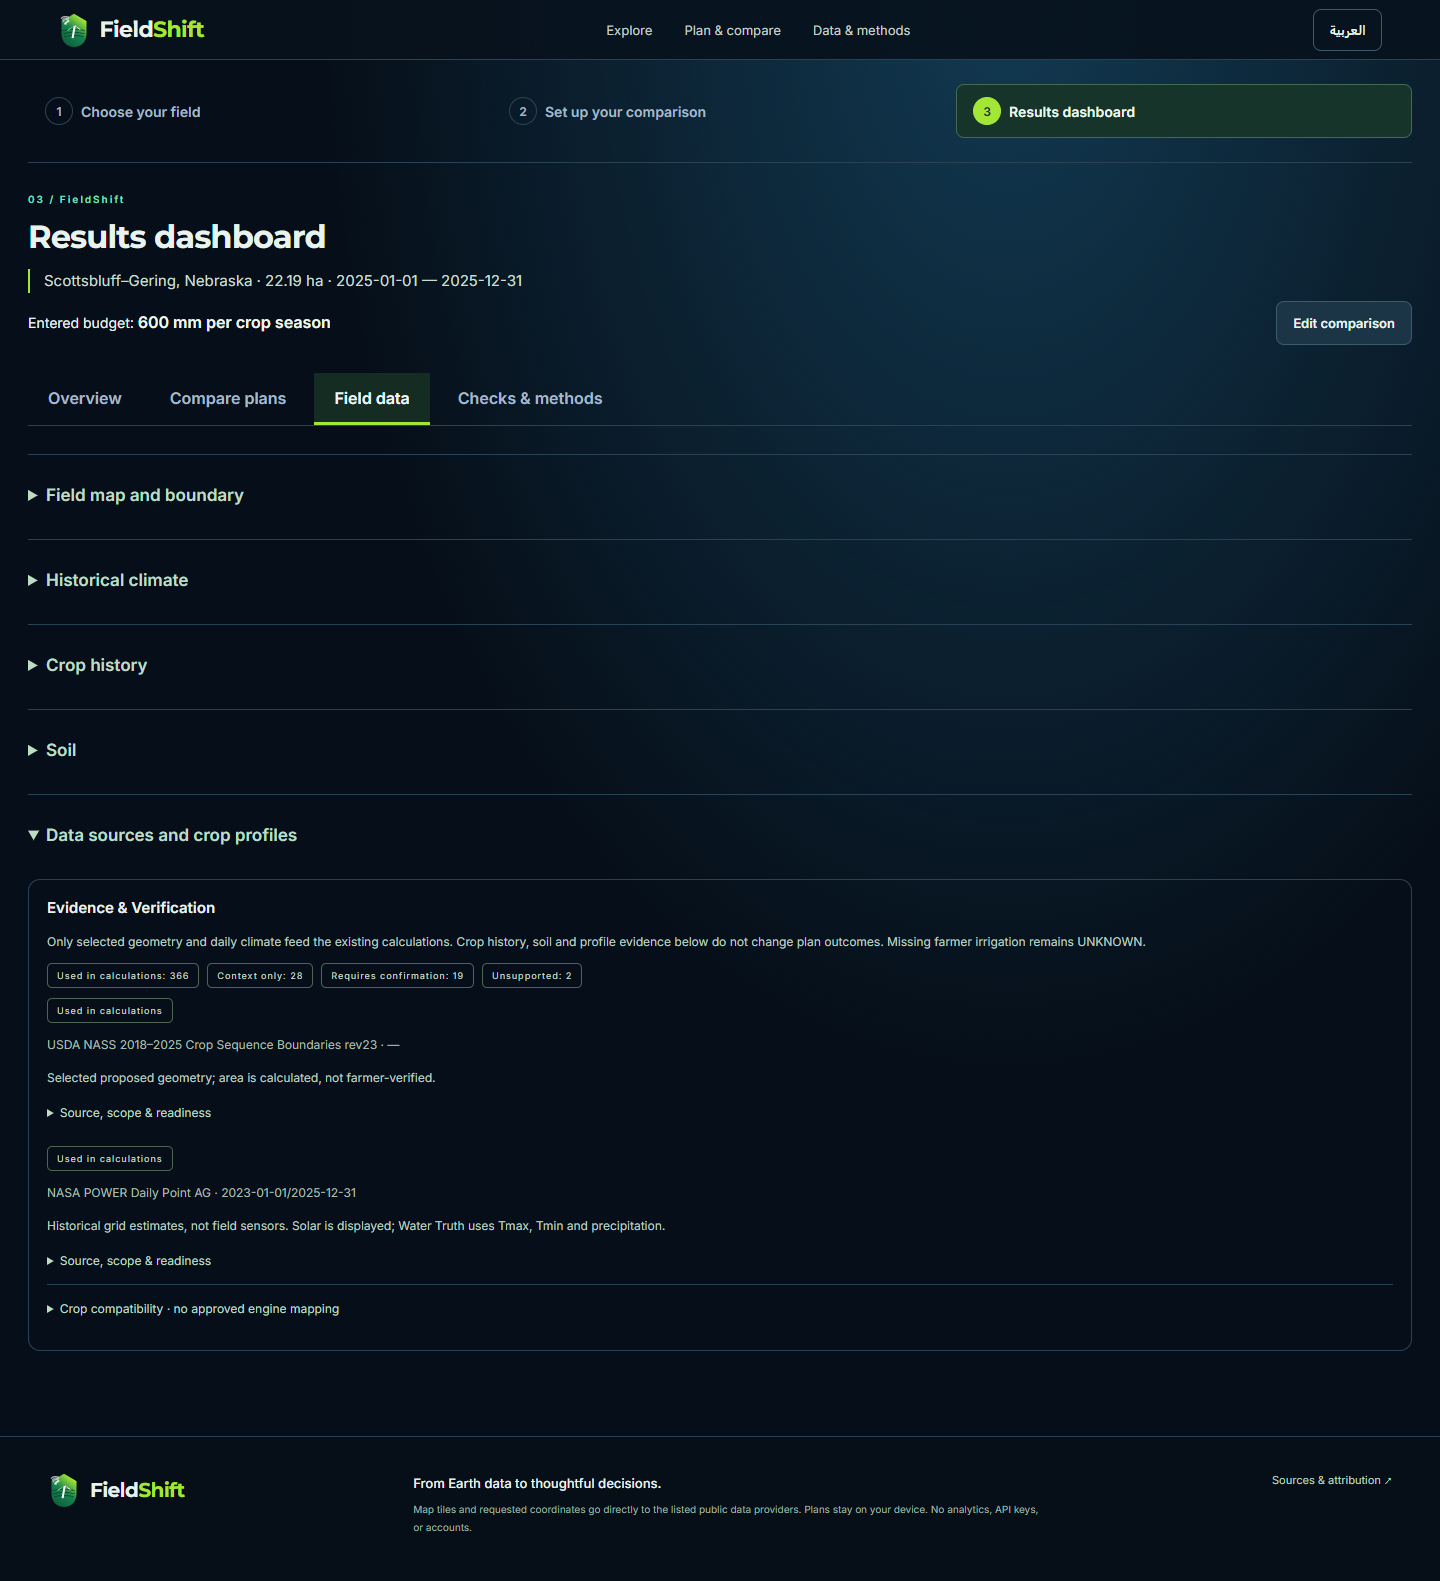 FieldShift
Explore
Plan & compare
Data & methods
العربية
1 Choose your field
2 Set up your comparison
3 Results dashboard
03 / FieldShift
Results dashboard
Scottsbluff–Gering, Nebraska · 22.19 ha · 2025-01-01 — 2025-12-31
Entered budget: 600 mm per crop season
Edit comparison
Overview
Compare plans
Field data
Checks & methods
Field map and boundary
Historical climate
Crop history
Soil
Data sources and crop profiles
Evidence & Verification
Only selected geometry and daily climate feed the existing calculations. Crop history, soil and profile evidence below do not change plan outcomes. Missing farmer irrigation remains UNKNOWN.
Used in calculations: 366
Context only: 28
Requires confirmation: 19
Unsupported: 2
Used in calculations
USDA NASS 2018–2025 Crop Sequence Boundaries rev23 · —
Selected proposed geometry; area is calculated, not farmer-verified.
Source, scope & readiness
Used in calculations
NASA POWER Daily Point AG · 2023-01-01/2025-12-31
Historical grid estimates, not field sensors. Solar is displayed; Water Truth uses Tmax, Tmin and precipitation.
Source, scope & readiness
Crop compatibility · no approved engine mapping
FieldShift
From Earth data to thoughtful decisions.
Map tiles and requested coordinates go directly to the listed public data providers. Plans stay on your device. No analytics, API keys,
or accounts.
Sources & attribution ↗